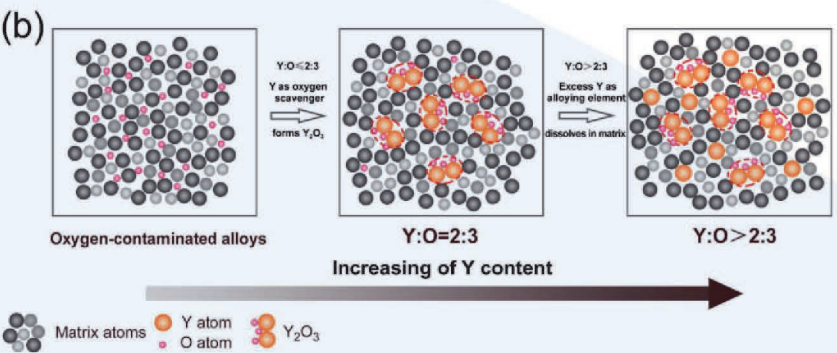 (b)
Y:O⩽2:3
Y as oxygen
scavenger
forms Y₂O₃
Y:O>2:3
Excess Y as
alloying element
dissolves in matrix
Oxygen-contaminated alloys
Y:O=2:3
Y:O>2:3
Increasing of Y content
Matrix atoms
Y atom
O atom
Y₂O₃